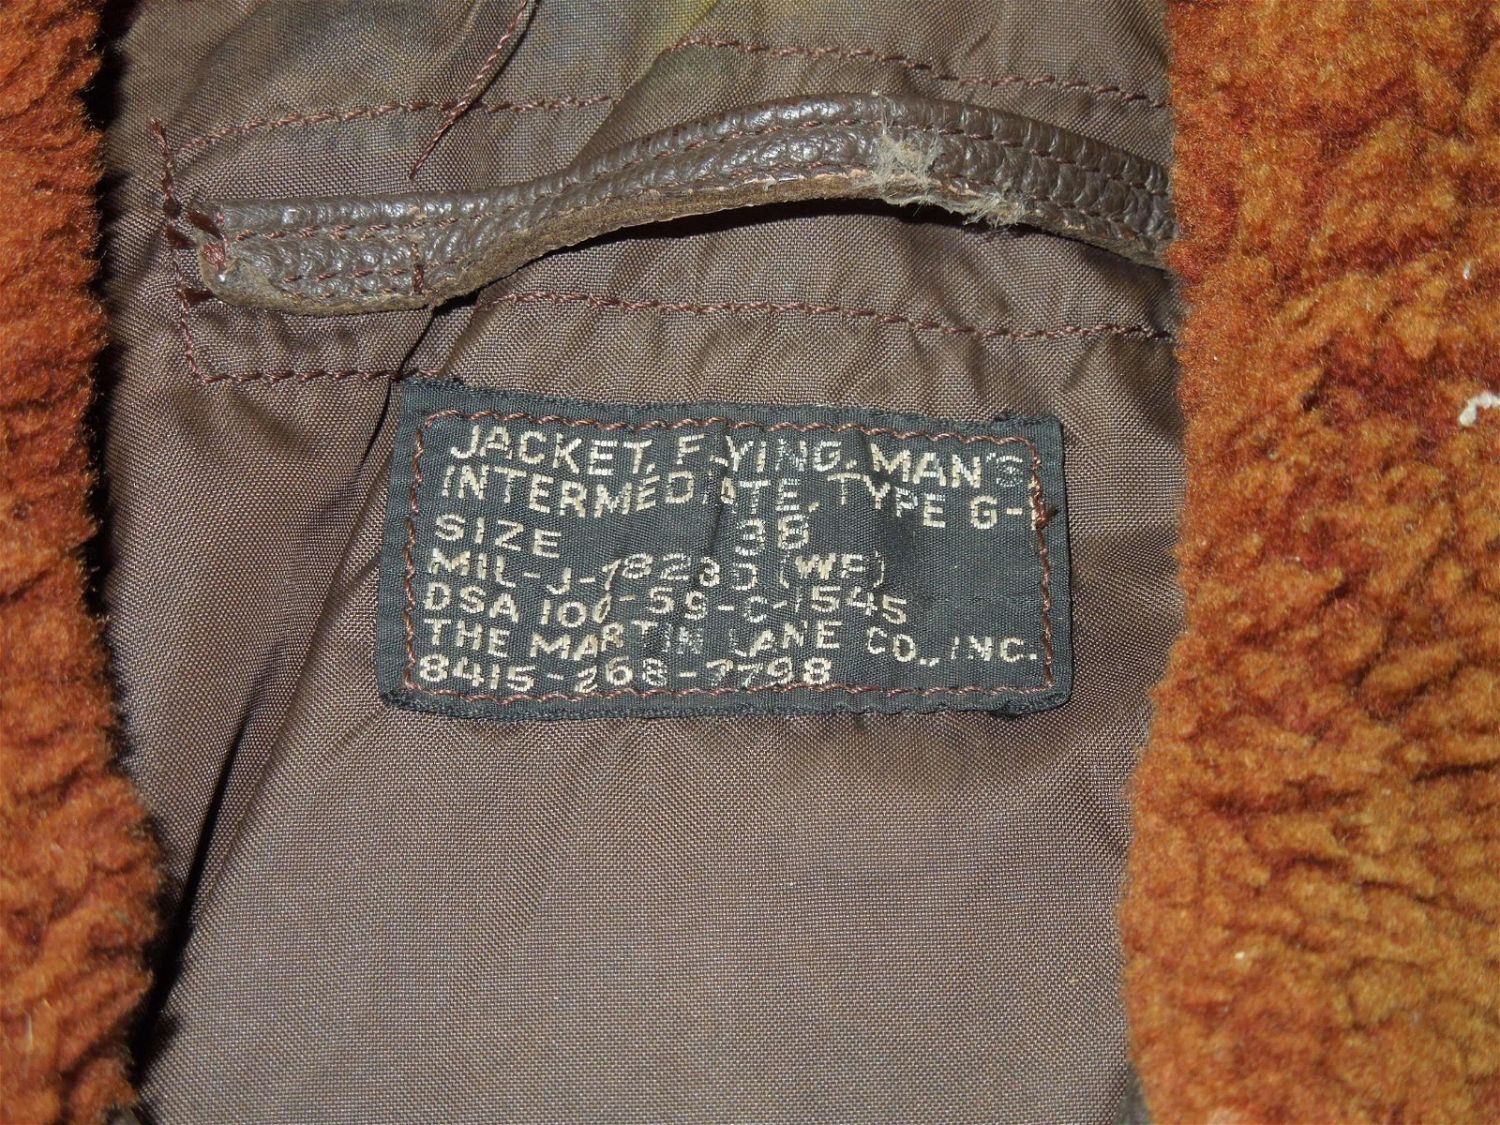 JACKET, FLYING, MAN'S
INTERMEDIATE, TYPE G-1
SIZE 38
MIL-J-7823D (WP)
DSA 100-59-C-1545
THE MARTIN LANE CO., INC.
8415-268-7798